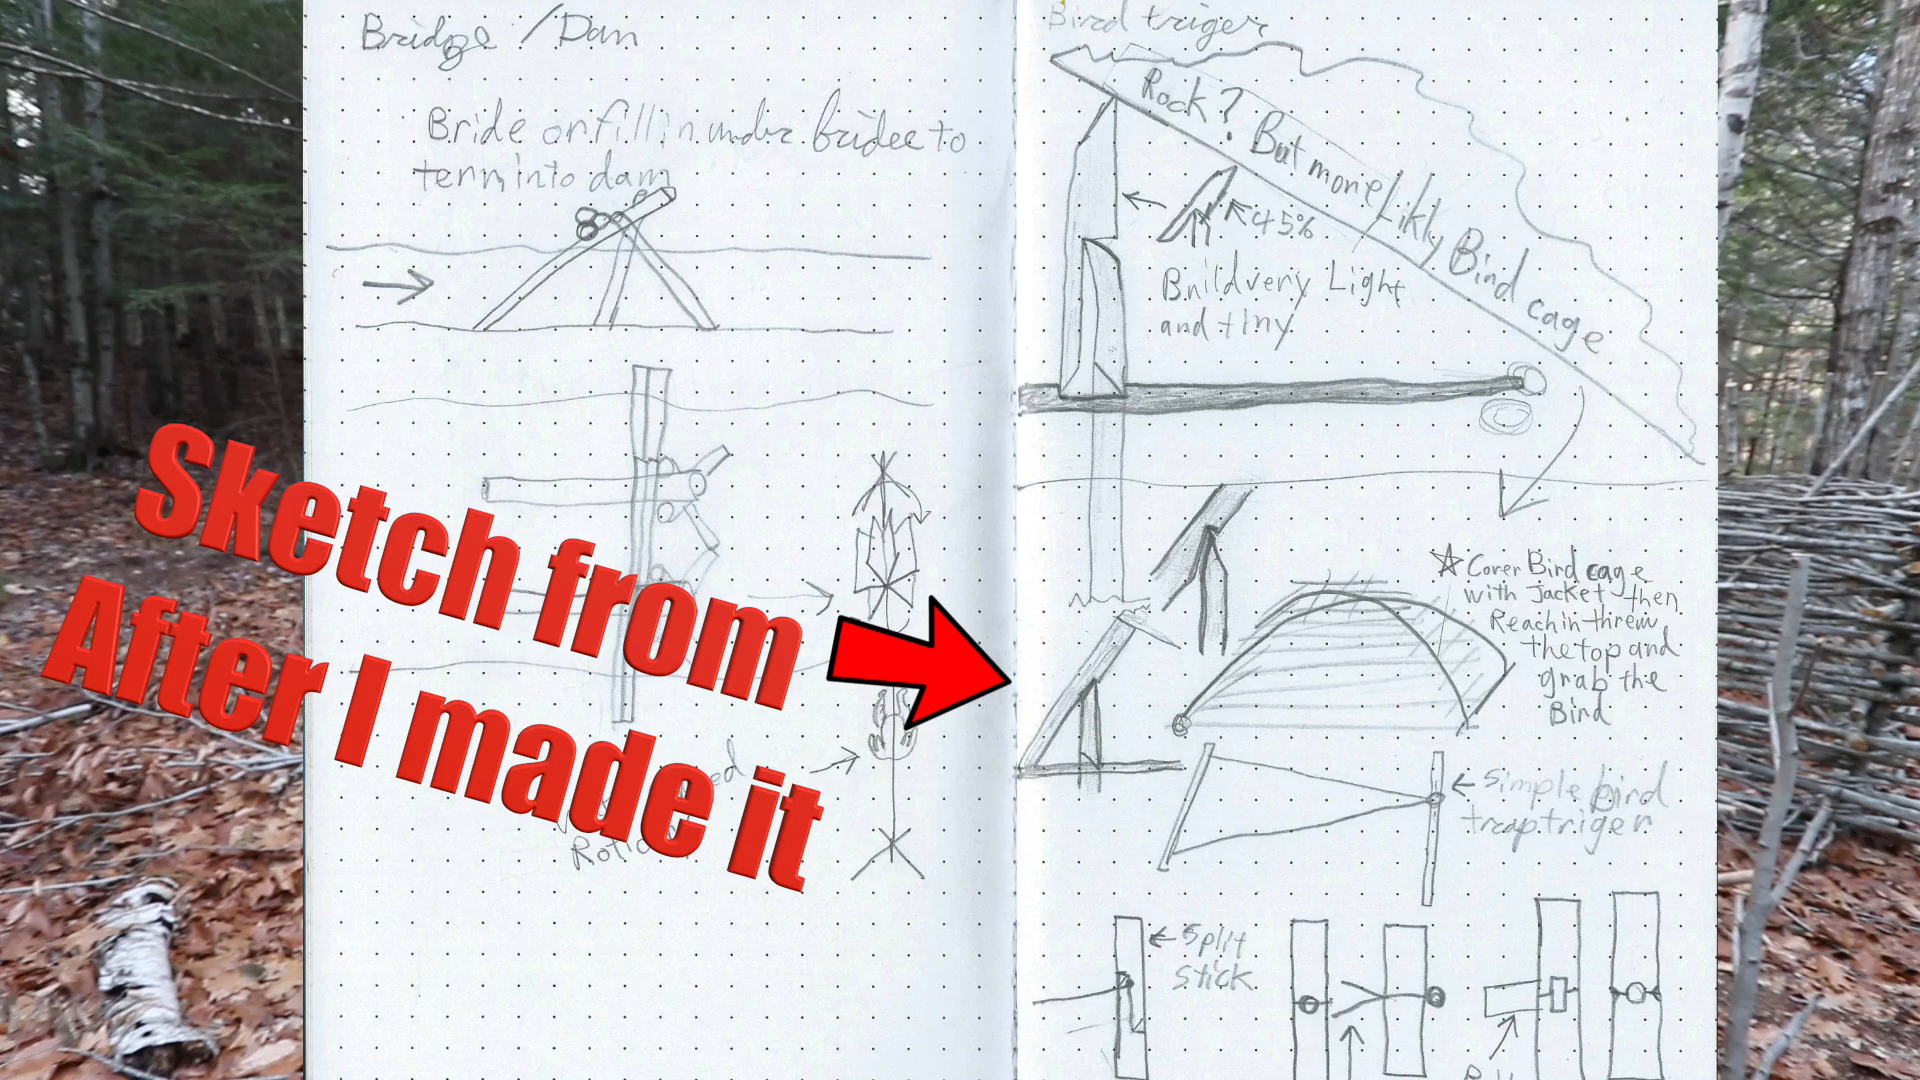 Bridge / Dam
Bride or fill in under bridee to
tern into dam
Bird triger
Rock? But more Likly Bird cage
45%
Build very Light
and tiny
Cover Bird cage
with Jacket then
Reach in threw
the top and
grab the
Bird
Simple bird
trap triger
Split
Stick
Sketch from
After I made it